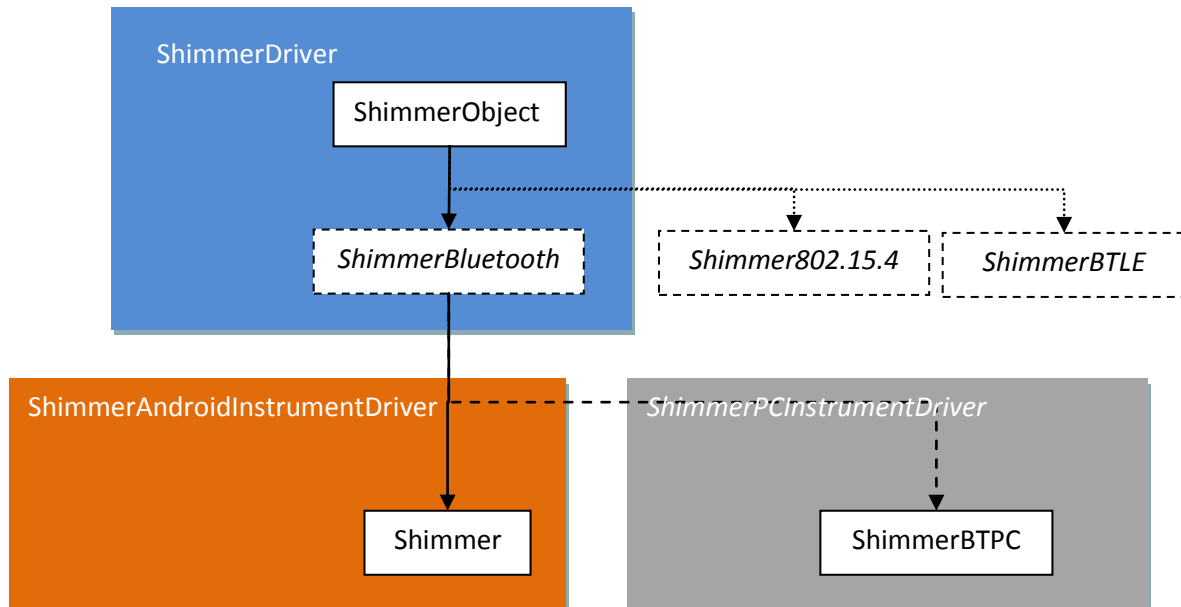 ShimmerDriver
ShimmerObject
ShimmerBluetooth
Shimmer802.15.4
ShimmerBTLE
ShimmerAndroidInstrumentDriver
ShimmerPCInstrumentDriver
Shimmer
ShimmerBTPC